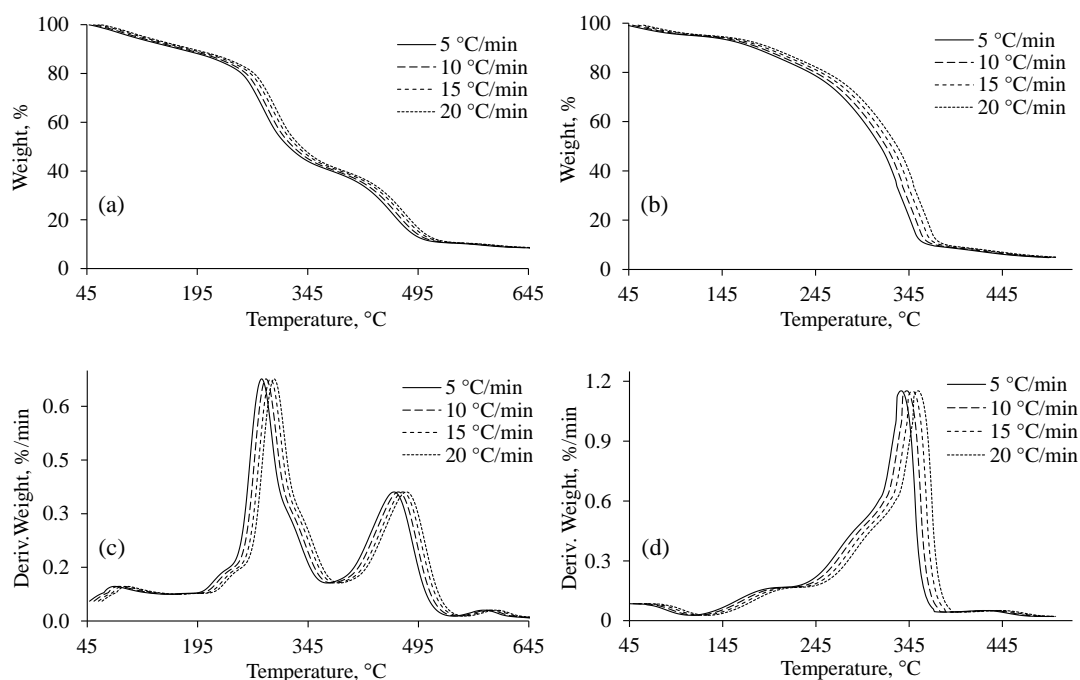 100
80
60
40
20
0
Weight, %
(a)
5 °C/min
10 °C/min
15 °C/min
20 °C/min
45 195 345 495 645
Temperature, °C
100
80
60
40
20
0
Weight, %
(b)
5 °C/min
10 °C/min
15 °C/min
20 °C/min
45 145 245 345 445
Temperature, °C
0.6
0.5
0.3
0.2
0.0
Deriv.Weight, %/min
(c)
5 °C/min
10 °C/min
15 °C/min
20 °C/min
45 195 345 495 645
Temperature, °C
1.2
0.9
0.6
0.3
0
Deriv. Weight, %/min
(d)
5 °C/min
10 °C/min
15 °C/min
20 °C/min
45 145 245 345 445
Temperature, °C